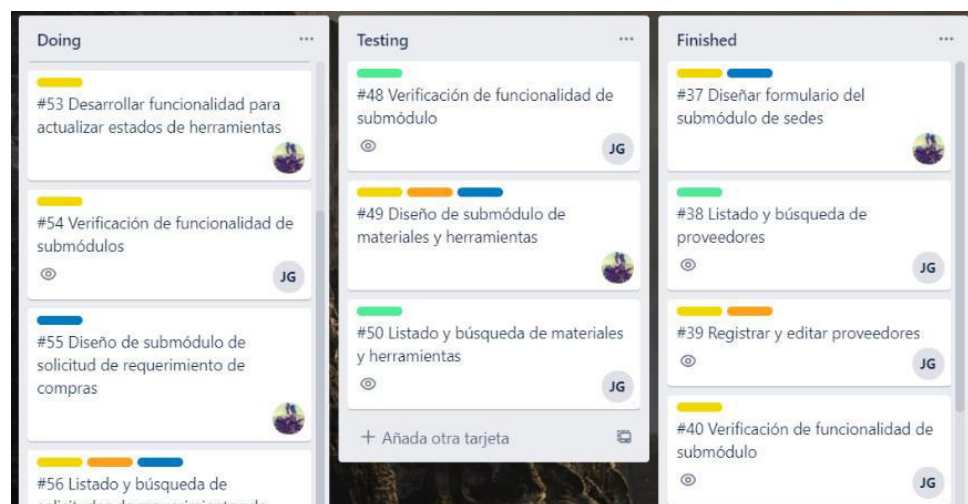 Doing
#53 Desarrollar funcionalidad para
actualizar estados de herramientas
#54 Verificación de funcionalidad de
submódulos
JG
#55 Diseño de submódulo de
solicitud de requerimiento de
compras
#56 Listado y búsqueda de
solicitudes de requerimientos de
Testing
#48 Verificación de funcionalidad de
submódulo
JG
#49 Diseño de submódulo de
materiales y herramientas
#50 Listado y búsqueda de materiales
y herramientas
JG
+ Añada otra tarjeta
Finished
#37 Diseñar formulario del
submódulo de sedes
#38 Listado y búsqueda de
proveedores
JG
#39 Registrar y editar proveedores
JG
#40 Verificación de funcionalidad de
submódulo
JG